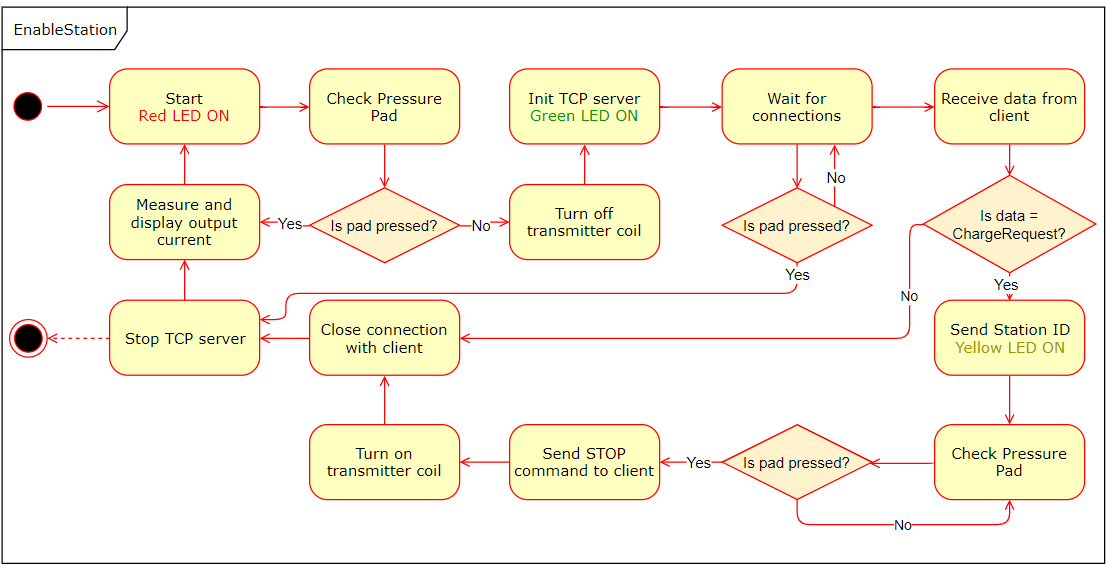 EnableStation
Start
Red LED ON
Check Pressure
Pad
Init TCP server
Green LED ON
Wait for
connections
Receive data from
client
Measure and
display output
current
Yes
Is pad pressed?
No
Turn off
transmitter coil
No
Is pad pressed?
Yes
Is data =
ChargeRequest?
No
Yes
Stop TCP server
Close connection
with client
Send Station ID
Yellow LED ON
Turn on
transmitter coil
Send STOP
command to client
Yes
Is pad pressed?
Check Pressure
Pad
No